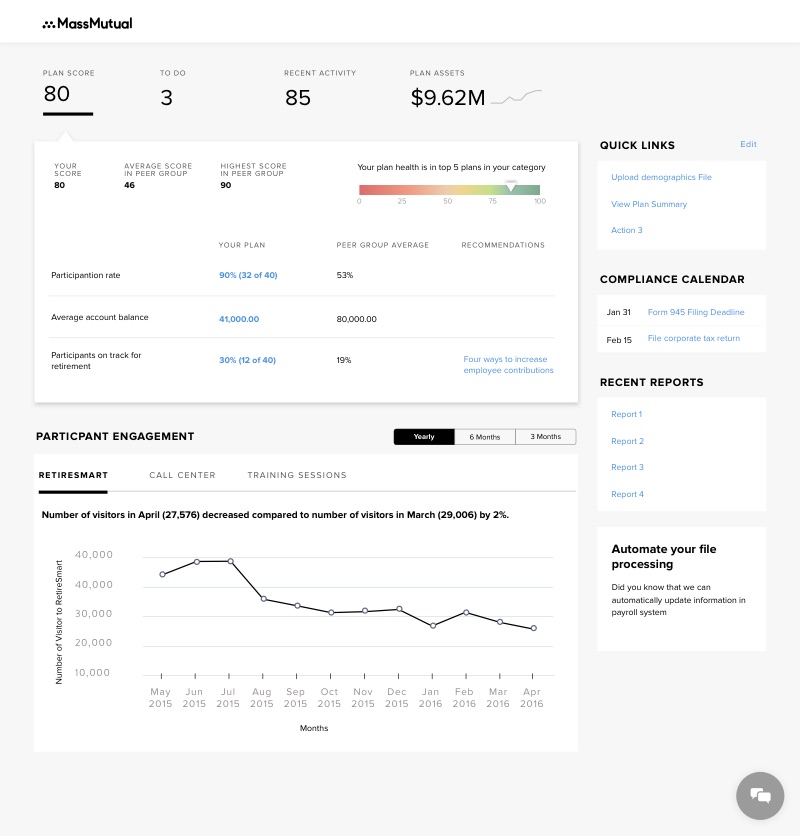 MassMutual
PLAN SCORE
80
TO DO
3
RECENT ACTIVITY
85
PLAN ASSETS
$9.62M
YOUR
SCORE
80
AVERAGE SCORE
IN PEER GROUP
46
HIGHEST SCORE
IN PEER GROUP
90
Your plan health is in top 5 plans in your category
0 25 50 75 100
YOUR PLAN PEER GROUP AVERAGE RECOMMENDATIONS
Participantion rate 90% (32 of 40) 53%
Average account balance 41,000.00 80,000.00
Participants on track for
retirement
30% (12 of 40) 19%
Four ways to increase
employee contributions
PARTICPANT ENGAGEMENT
Yearly 6 Months 3 Months
RETIRESMART CALL CENTER TRAINING SESSIONS
Number of visitors in April (27,576) decreased compared to number of visitors in March (29,006) by 2%.
Number of Visitor to RetireSmart
40,000
40,000
30,000
20,000
10,000
May Jun Jul Aug Sep Oct Nov Dec Jan Feb Mar Apr
2015 2015 2015 2015 2015 2015 2015 2015 2016 2016 2016 2016
Months
QUICK LINKS Edit
Upload demographics File
View Plan Summary
Action 3
COMPLIANCE CALENDAR
Jan 31 Form 945 Filing Deadline
Feb 15 File corporate tax return
RECENT REPORTS
Report 1
Report 2
Report 3
Report 4
Automate your file
processing
Did you know that we can
automatically update information in
payroll system